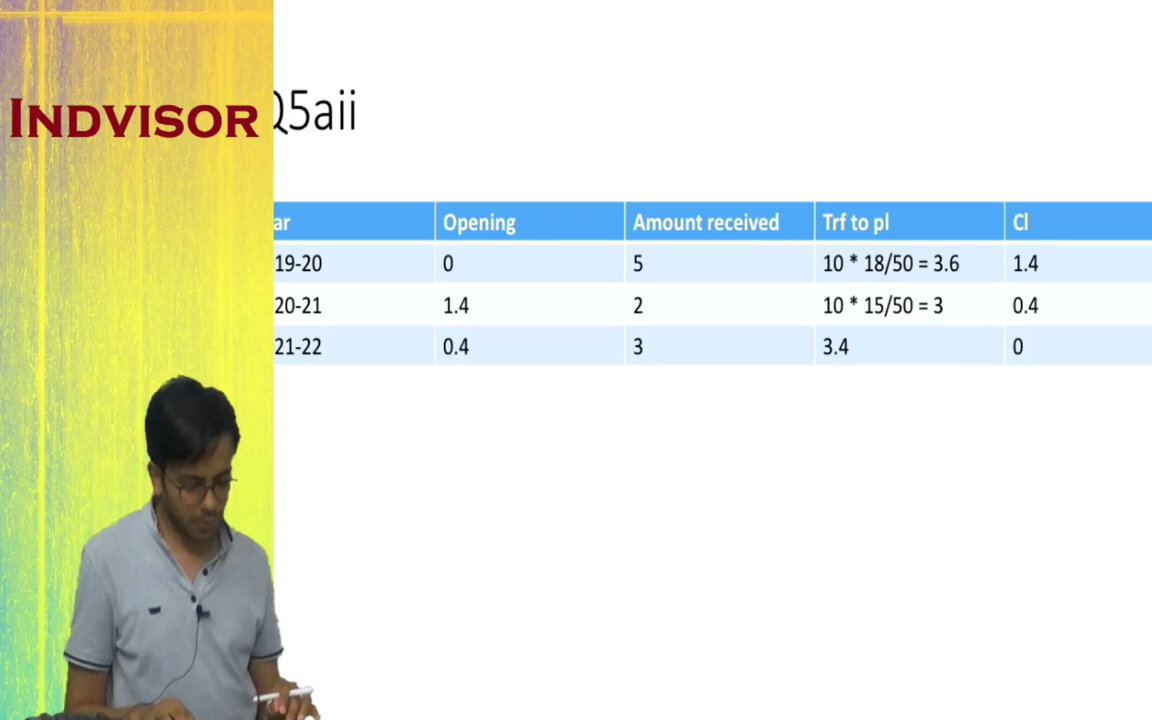 INDVISOR
Q5aii
ar Opening Amount received Trf to pl Cl
19-20 0 5 10 * 18/50 = 3.6 1.4
20-21 1.4 2 10 * 15/50 = 3 0.4
21-22 0.4 3 3.4 0